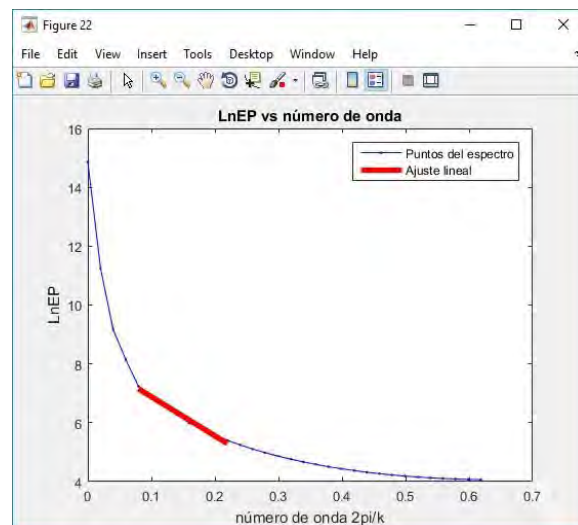 Figure 22
File Edit View Insert Tools Desktop Window Help
LnEP vs número de onda
Puntos del espectro
Ajuste lineal
16
14
12
10
8
6
4
LnEP
0 0.1 0.2 0.3 0.4 0.5 0.6 0.7
número de onda 2pi/k